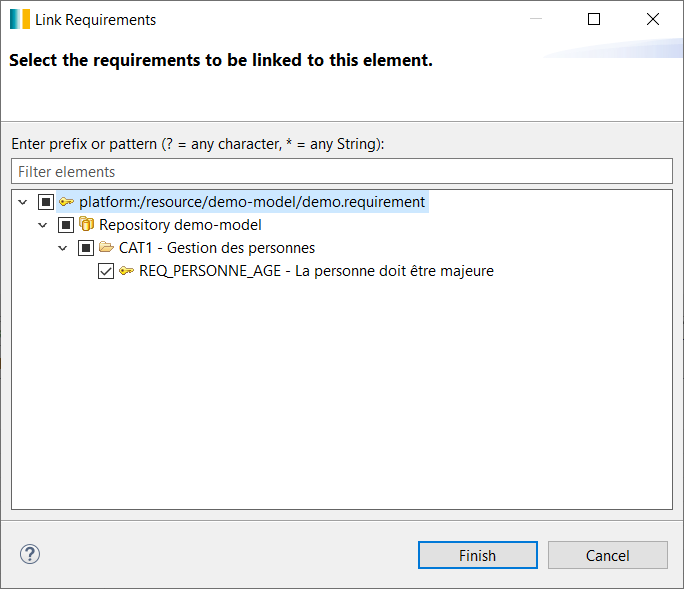 Link Requirements
Select the requirements to be linked to this element.
Enter prefix or pattern (? = any character, * = any String):
Filter elements
platform:/resource/demo-model/demo.requirement
Repository demo-model
CAT1 - Gestion des personnes
REQ_PERSONNE_AGE - La personne doit être majeure
?
Finish
Cancel